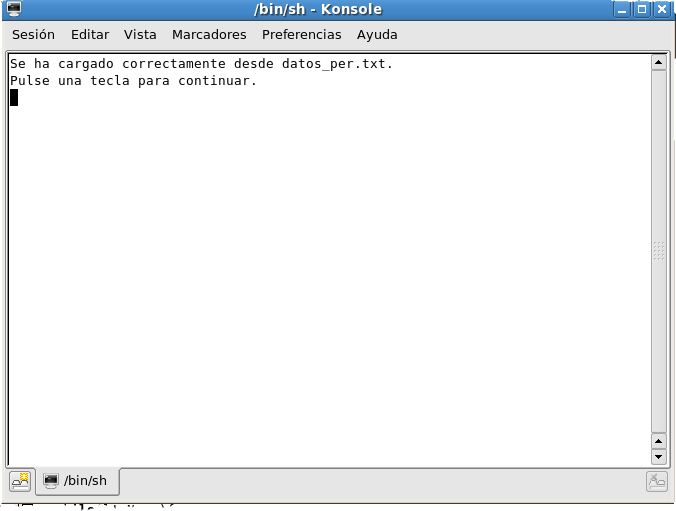 /bin/sh - Konsole
Sesión Editar Vista Marcadores Preferencias Ayuda
Se ha cargado correctamente desde datos_per.txt.
Pulse una tecla para continuar.
/bin/sh